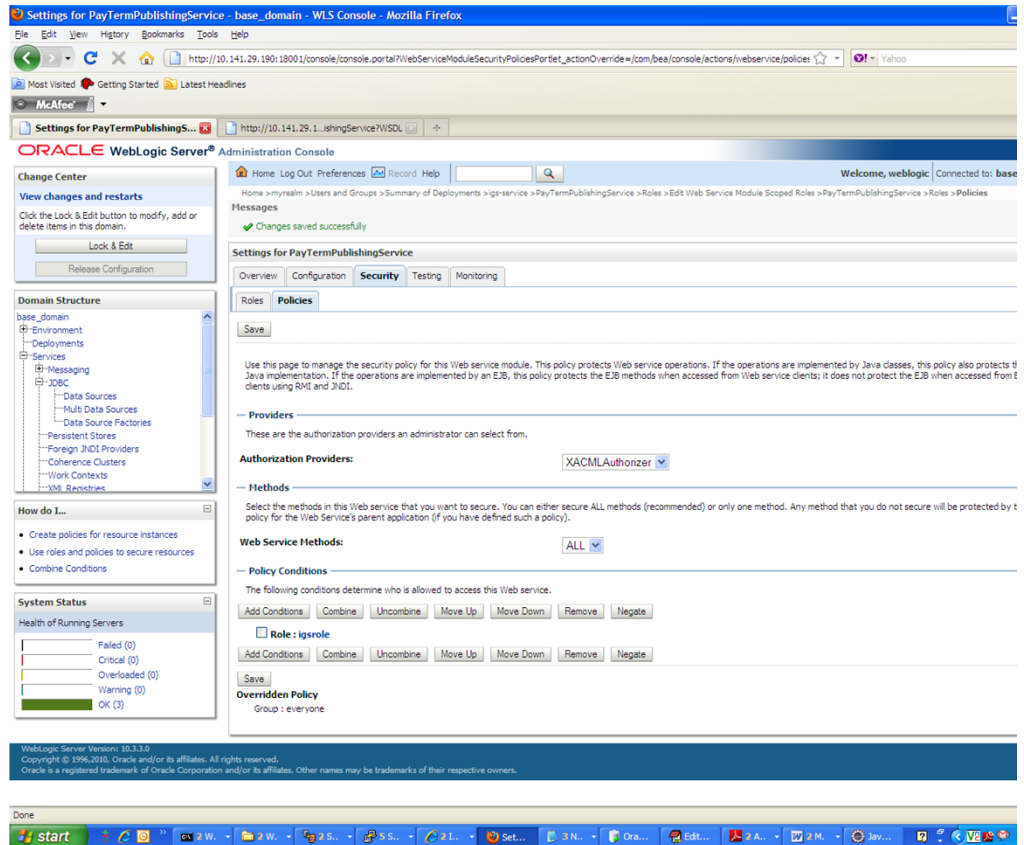 Settings for PayTermPublishingService - base_domain - WLS Console - Mozilla Firefox
File Edit View History Bookmarks Tools Help
http://10.141.29.190:18001/console/console.portal?WebServiceModuleSecurityPoliciesPortlet_actionOverride=/com/bea/console/actions/webservice/policies
Yahoo
Most Visited Getting Started Latest Headlines
McAfee
Settings for PayTermPublishingS...
http://10.141.29.1...ishingService?WSDL
ORACLE WebLogic Server® Administration Console
Change Center
View changes and restarts
Click the Lock & Edit button to modify, add or
delete items in this domain.
Lock & Edit
Release Configuration
Domain Structure
base_domain
Environment
Deployments
Services
Messaging
JDBC
Data Sources
Multi Data Sources
Data Source Factories
Persistent Stores
Foreign JNDI Providers
Coherence Clusters
Work Contexts
XML Registries
How do I...
Create policies for resource instances
Use roles and policies to secure resources
Combine Conditions
System Status
Health of Running Servers
Failed (0)
Critical (0)
Overloaded (0)
Warning (0)
OK (3)
Home Log Out Preferences Record Help
Welcome, weblogic Connected to: base
Home >myrealm >Users and Groups >Summary of Deployments >igs-service >PayTermPublishingService >Roles >Edit Web Service Module Scoped Roles >PayTermPublishingService >Roles >Policies
Messages
Changes saved successfully
Settings for PayTermPublishingService
Overview Configuration Security Testing Monitoring
Roles Policies
Save
Use this page to manage the security policy for this Web service module. This policy protects Web service operations. If the operations are implemented by Java classes, this policy also protects th
Java implementation. If the operations are implemented by an EJB, this policy protects the EJB methods when accessed from Web service clients; it does not protect the EJB when accessed from E
clients using RMI and JNDI.
Providers
These are the authorization providers an administrator can select from.
Authorization Providers: XACMLAuthorizer
Methods
Select the methods in this Web service that you want to secure. You can either secure ALL methods (recommended) or only one method. Any method that you do not secure will be protected by t
policy for the Web Service's parent application (if you have defined such a policy).
Web Service Methods: ALL
Policy Conditions
The following conditions determine who is allowed to access this Web service.
Add Conditions Combine Uncombine Move Up Move Down Remove Negate
Role : igsrole
Add Conditions Combine Uncombine Move Up Move Down Remove Negate
Save
Overridden Policy
Group : everyone
WebLogic Server Version: 10.3.3.0
Copyright © 1996,2010, Oracle and/or its affiliates. All rights reserved.
Oracle is a registered trademark of Oracle Corporation and/or its affiliates. Other names may be trademarks of their respective owners.
Done
start 2 W. 2 W. 2 S.. 5 S.. 2 I.. Set... 3 N.. Ora... Edit... 2 A.. 2 M. Jav...